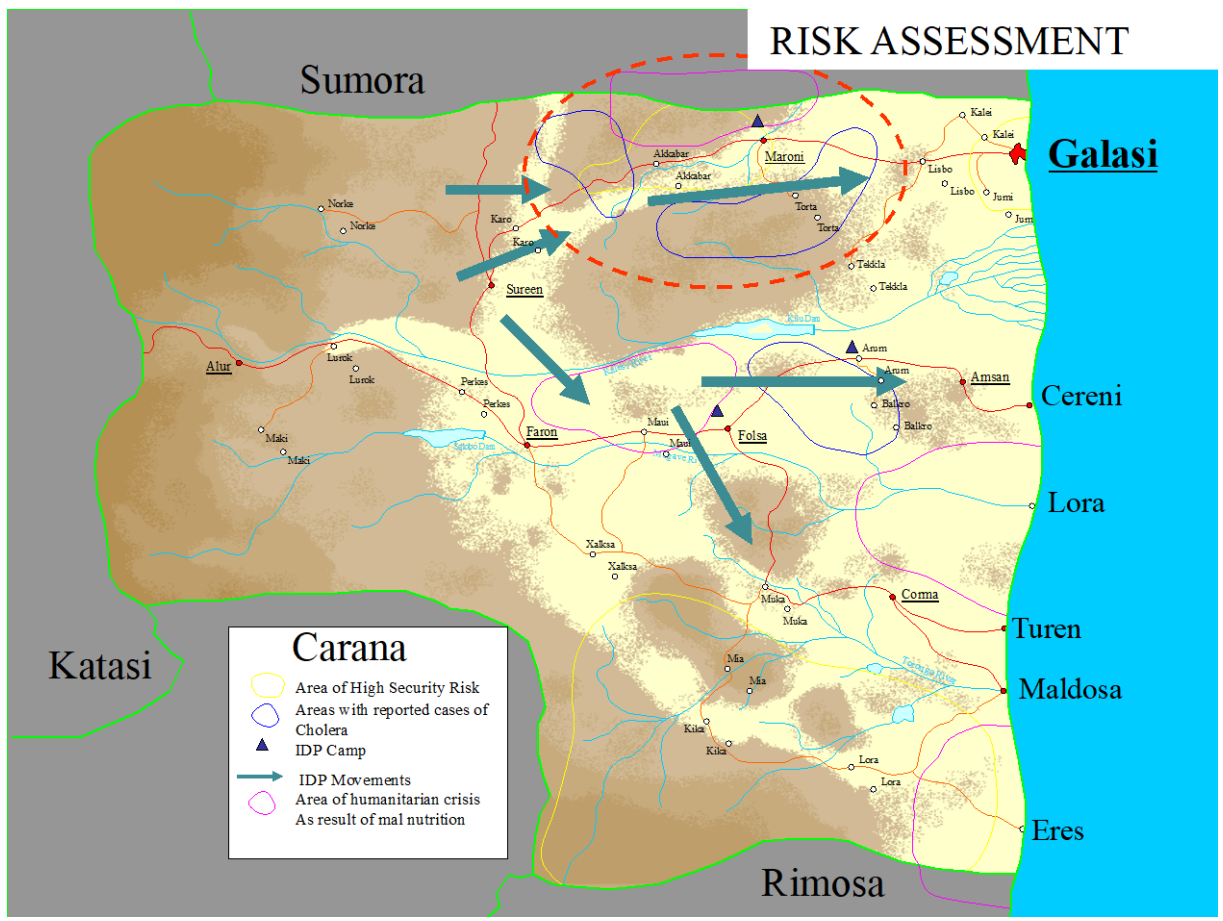 RISK ASSESSMENT
Sumora
Kalei
Kalei
Galasi
Maroni
Akkabar
Akkabar
Lisbo
Lisbo
Jumi
Jum
Norke
Norke
Torta
Torta
Karo
Karo
Tekkla
Tekkla
Sureen
Arum
Arum
Alur
Lurok
Lurok
Perkes
Perkes
Amsan
Cereni
Balkro
Balkro
Maki
Maki
Faron
Maui
Maui
Folsa
Lora
Xalksa
Xalksa
Muka
Muka
Corma
Turen
Katasi
Mia
Mia
Maldosa
Kika
Kika
Lora
Lora
Eres
Rimosa
Carana
Area of High Security Risk
Areas with reported cases of
Cholera
IDP Camp
IDP Movements
Area of humanitarian crisis
As result of mal nutrition